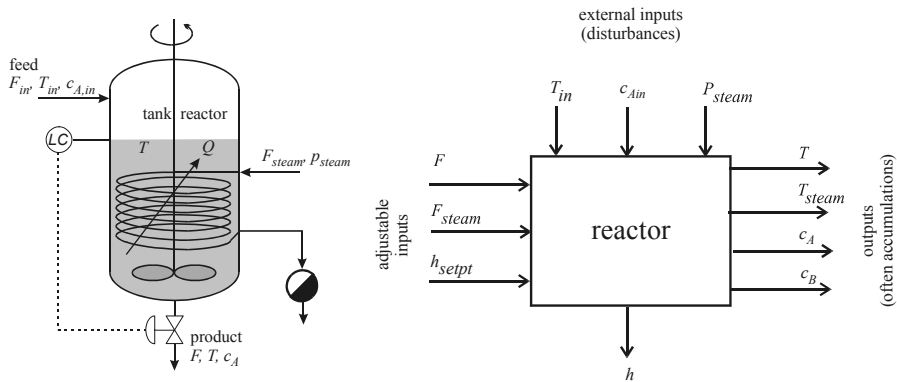 feed
F_in, T_in, c_A,in
LC
tank reactor
T
Q
F_steam, p_steam
product
F, T, c_A
external inputs
(disturbances)
T_in
c_Ain
P_steam
adjustable
inputs
F
F_steam
h_setpt
reactor
T
T_steam
c_A
c_B
outputs
(often accumulations)
h